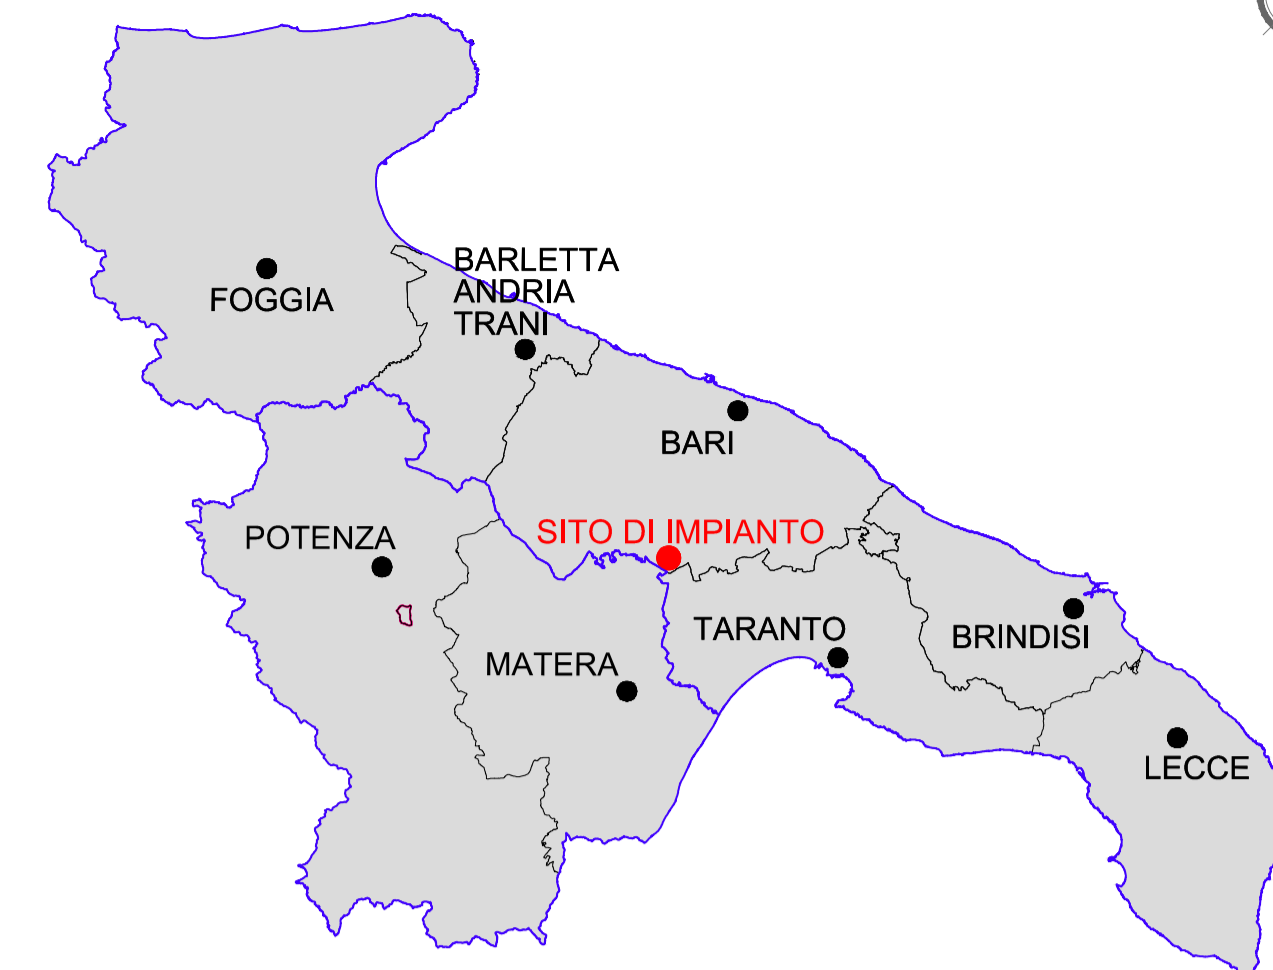 BARLETTA
ANDRIA
TRANI
FOGGIA
BARI
SITO DI IMPIANTO
POTENZA
TARANTO
BRINDISI
MATERA
LECCE